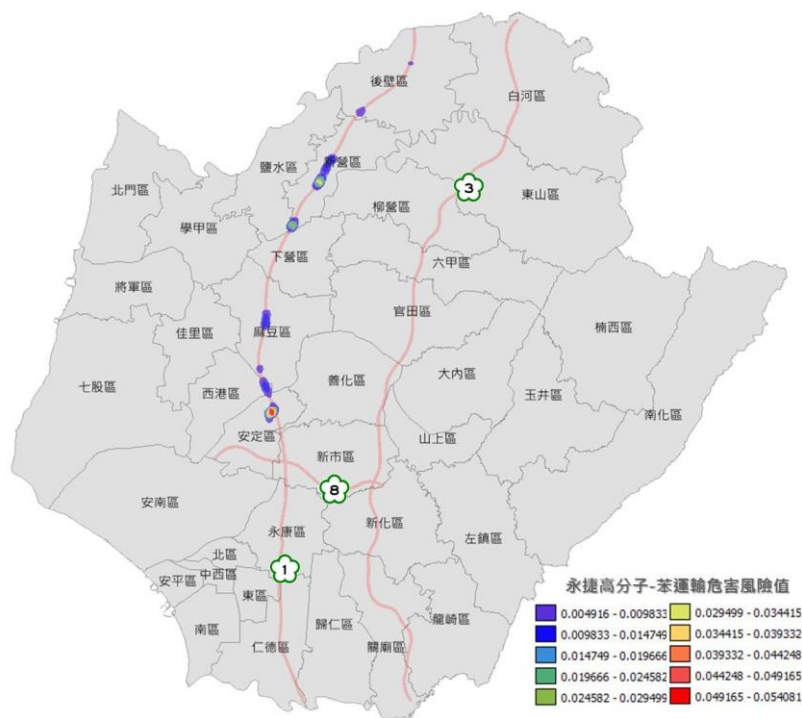 後壁區
白河區
鹽水區
新營區
北門區
3
柳營區
東山區
學甲區
下營區
六甲區
將軍區
官田區
佳里區
麻豆區
楠西區
七股區
西港區
善化區
大內區
玉井區
南化區
安定區
山上區
新市區
8
安南區
永康區
新化區
左鎮區
北區
安平區
中西區
1
東區
南區
仁德區
歸仁區
關廟區
龍崎區
永捷高分子-苯運輸危害風險值
0.004916 - 0.009833
0.029499 - 0.034415
0.009833 - 0.014749
0.034415 - 0.039332
0.014749 - 0.019666
0.039332 - 0.044248
0.019666 - 0.024582
0.044248 - 0.049165
0.024582 - 0.029499
0.049165 - 0.054081